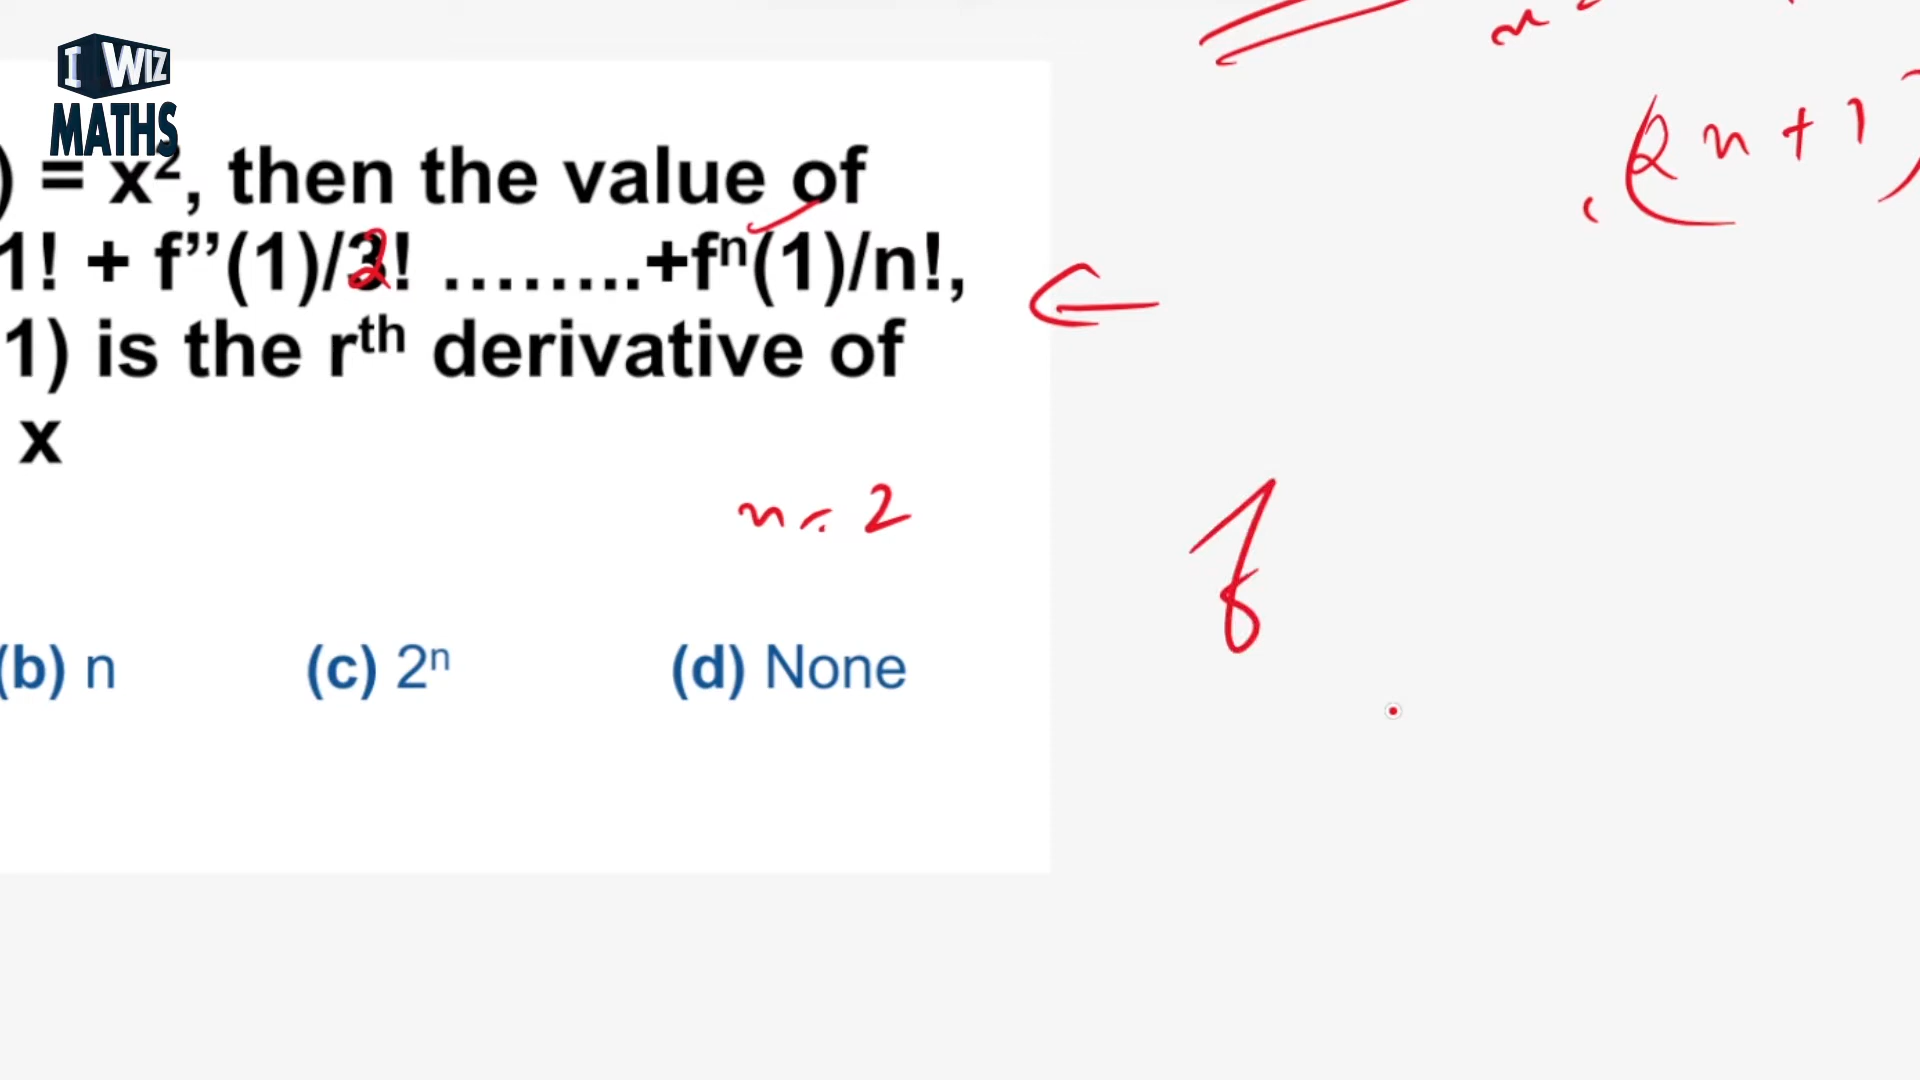 I WIZ
MATHS
) = x², then the value of
1! + f’’(1)/3! ........+fⁿ(1)/n!,
2
1) is the rᵗʰ derivative of
x
n = 2
(b) n (c) 2ⁿ (d) None
(2n+1)
f